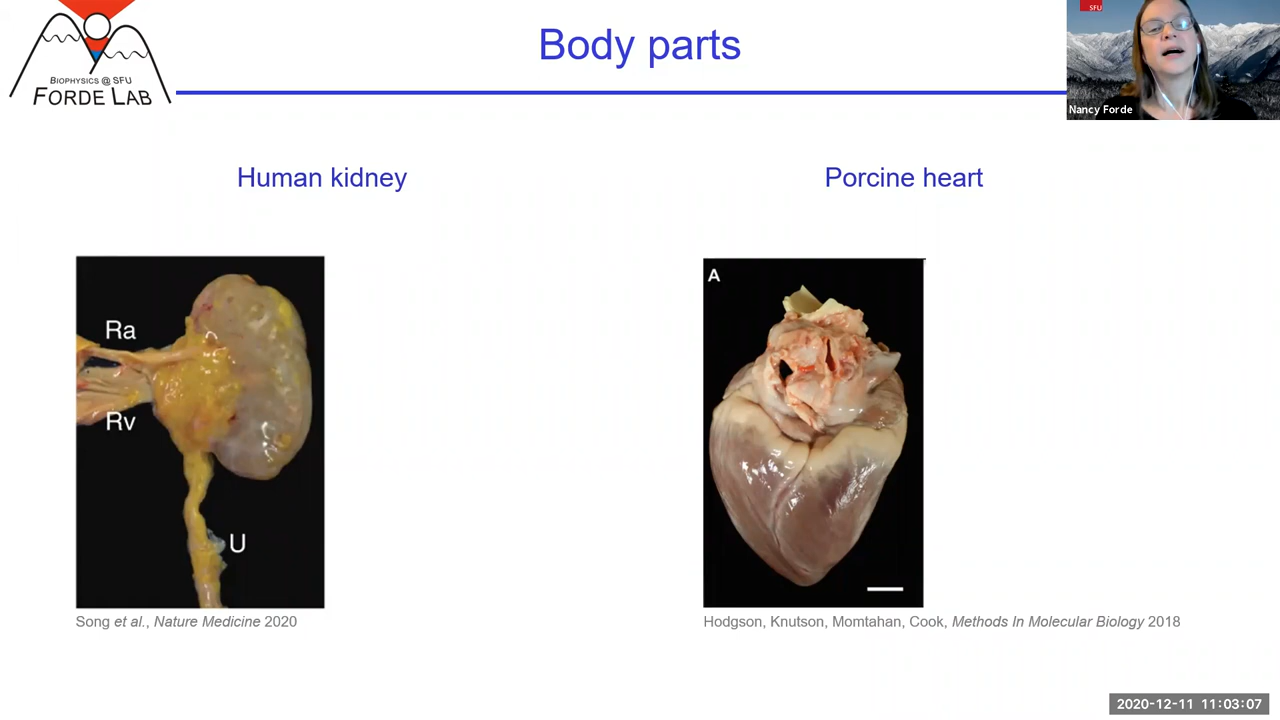 BIOPHYSICS @ SFU
FORDE LAB
Body parts
SFU
Nancy Forde
Human kidney
Porcine heart
Ra
Rv
U
A
Song et al., Nature Medicine 2020
Hodgson, Knutson, Momtahan, Cook, Methods In Molecular Biology 2018
2020-12-11 11:03:07